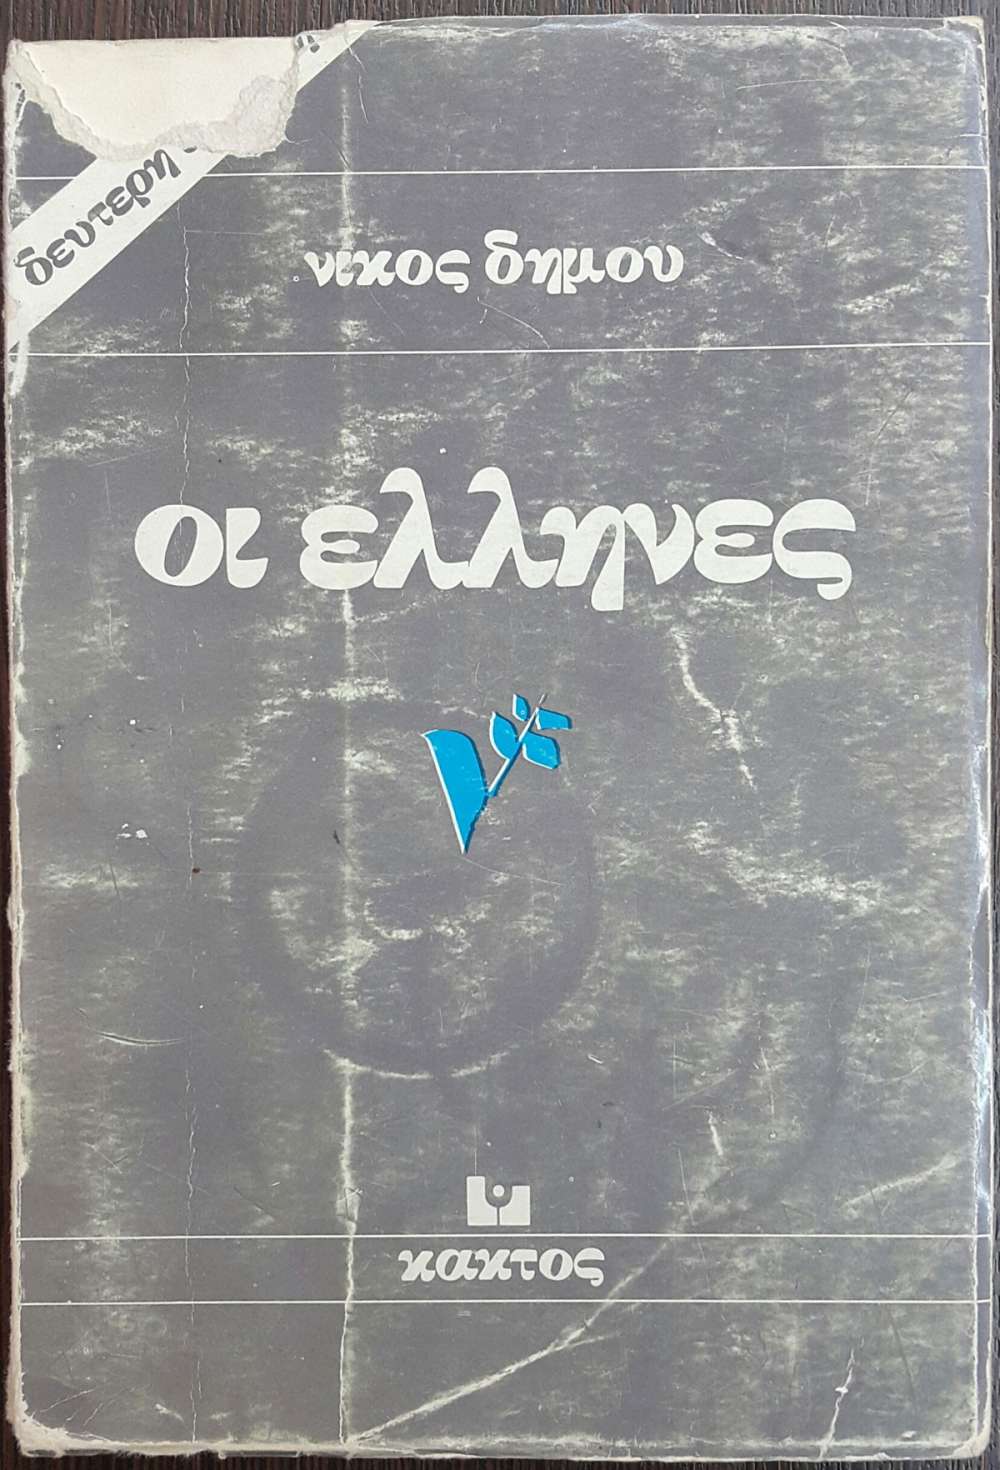 δευτερη
νικος δημου
οι ελληνες
κακτος